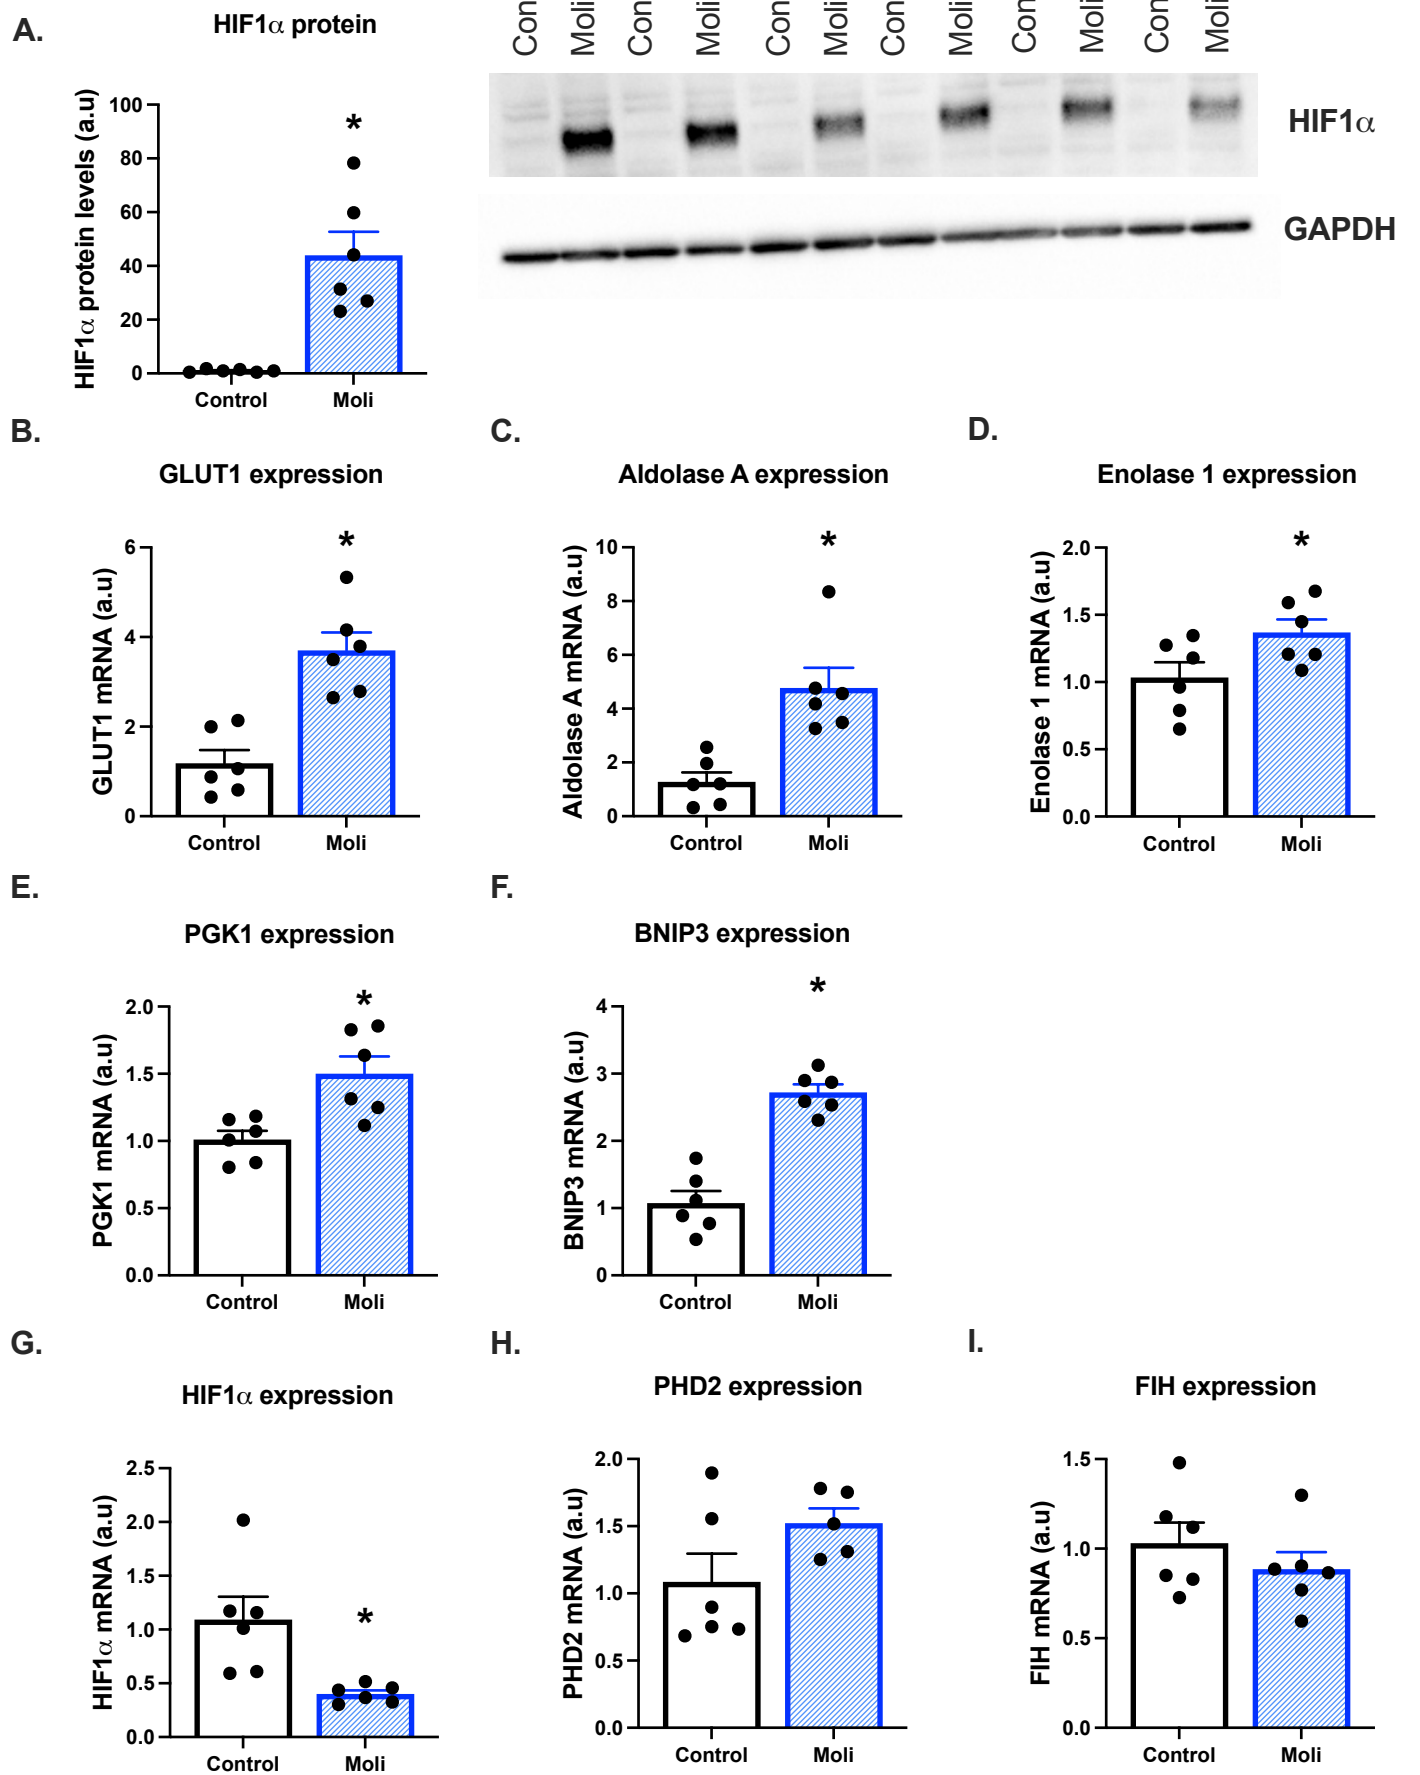 A.
HIF1α protein
HIF1α protein levels (a.u)
100
80
60
40
20
0
*
Control
Moli
Con
Moli
Con
Moli
Con
Moli
Con
Moli
Con
Moli
Con
Moli
HIF1α
GAPDH
B.
GLUT1 expression
GLUT1 mRNA (a.u)
6
4
2
0
*
Control
Moli
C.
Aldolase A expression
Aldolase A mRNA (a.u)
10
8
6
4
2
0
*
Control
Moli
D.
Enolase 1 expression
Enolase 1 mRNA (a.u)
2.0
1.5
1.0
0.5
0.0
*
Control
Moli
E.
PGK1 expression
PGK1 mRNA (a.u)
2.0
1.5
1.0
0.5
0.0
*
Control
Moli
F.
BNIP3 expression
BNIP3 mRNA (a.u)
4
3
2
1
0
*
Control
Moli
G.
HIF1α expression
HIF1α mRNA (a.u)
2.5
2.0
1.5
1.0
0.5
0.0
*
Control
Moli
H.
PHD2 expression
PHD2 mRNA (a.u)
2.0
1.5
1.0
0.5
0.0
Control
Moli
I.
FIH expression
FIH mRNA (a.u)
1.5
1.0
0.5
0.0
Control
Moli